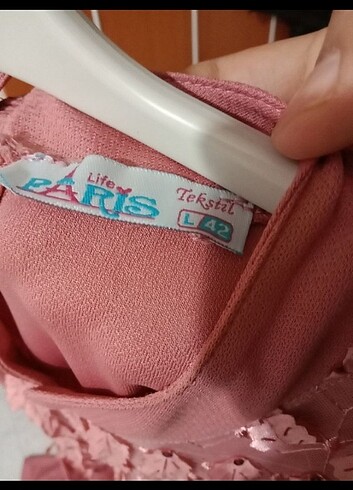 Life
PARIS
Tekstil
L 42